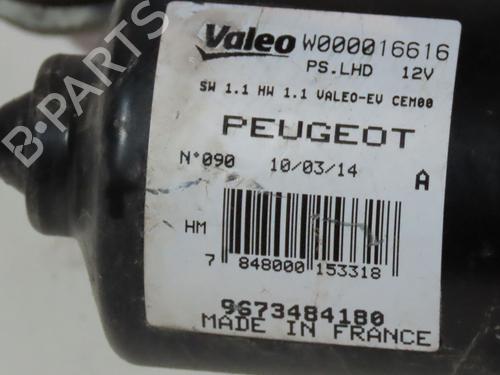 Valeo W000016616
PS.LHD 12V
SW 1.1 HW 1.1 VALEO-EV CEM00
PEUGEOT
N°090 10/03/14 A
HM
7 848000 153318
9673484180
MADE IN FRANCE
B-PARTS